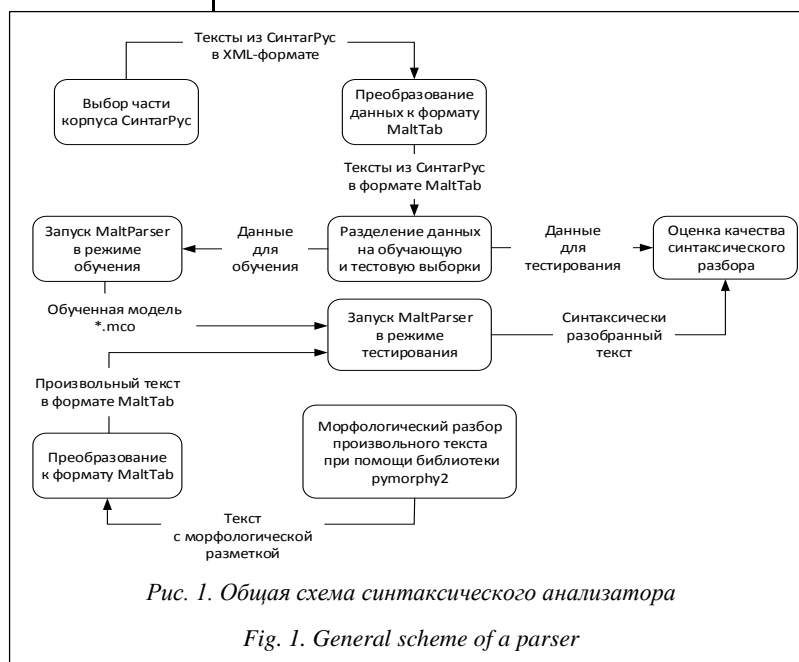 Тексты из СинтагРус
в XML-формате
Выбор части
корпуса СинтагРус
Преобразование
данных к формату
MaltTab
Тексты из СинтагРус
в формате MaltTab
Запуск MaltParser
в режиме
обучения
Данные
для
обучения
Разделение данных
на обучающую
и тестовую выборки
Данные
для
тестирования
Оценка качества
синтаксического
разбора
Обученная модель
*.mco
Запуск MaltParser
в режиме
тестирования
Синтаксически
разобранный
текст
Произвольный текст
в формате MaltTab
Преобразование
к формату MaltTab
Морфологический разбор
произвольного текста
при помощи библиотеки
pymorphy2
Текст
с морфологической
разметкой
Рис. 1. Общая схема синтаксического анализатора
Fig. 1. General scheme of a parser